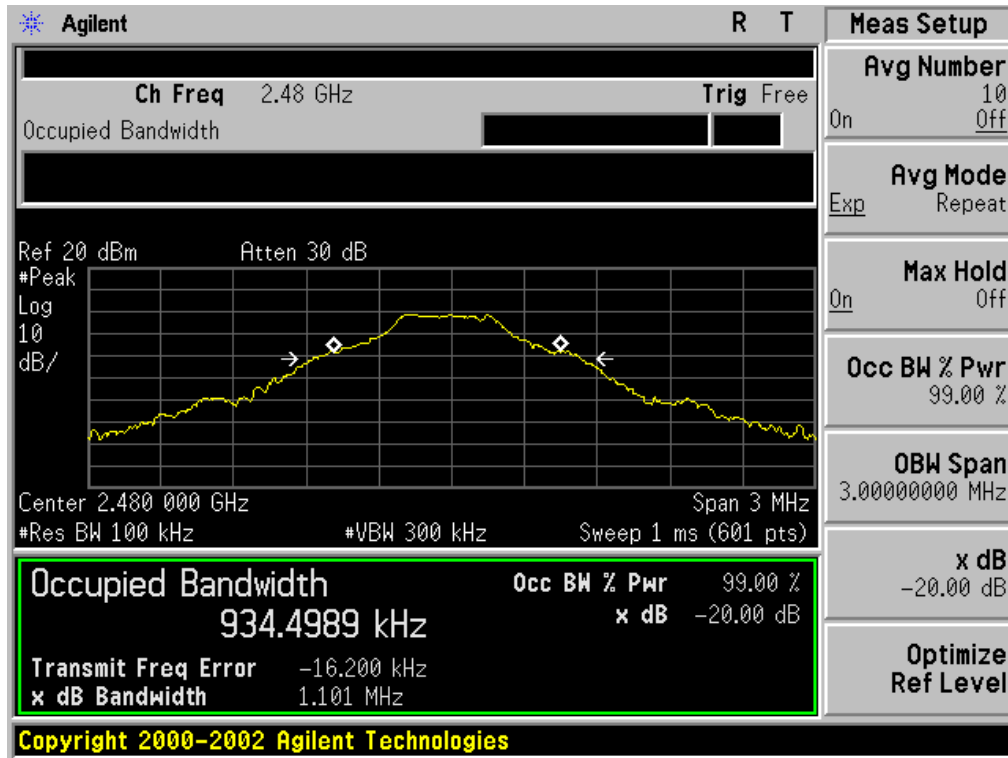 Agilent R T
Ch Freq 2.48 GHz Trig Free
Occupied Bandwidth
Ref 20 dBm Atten 30 dB
#Peak
Log
10
dB/
Center 2.480 000 GHz Span 3 MHz
#Res BW 100 kHz #VBW 300 kHz Sweep 1 ms (601 pts)
Occupied Bandwidth
934.4989 kHz
Occ BW % Pwr 99.00 %
x dB -20.00 dB
Transmit Freq Error -16.200 kHz
x dB Bandwidth 1.101 MHz
Copyright 2000-2002 Agilent Technologies
Meas Setup
Avg Number
10
On Off
Avg Mode
Exp Repeat
Max Hold
On Off
Occ BW % Pwr
99.00 %
OBW Span
3.00000000 MHz
x dB
-20.00 dB
Optimize
Ref Level